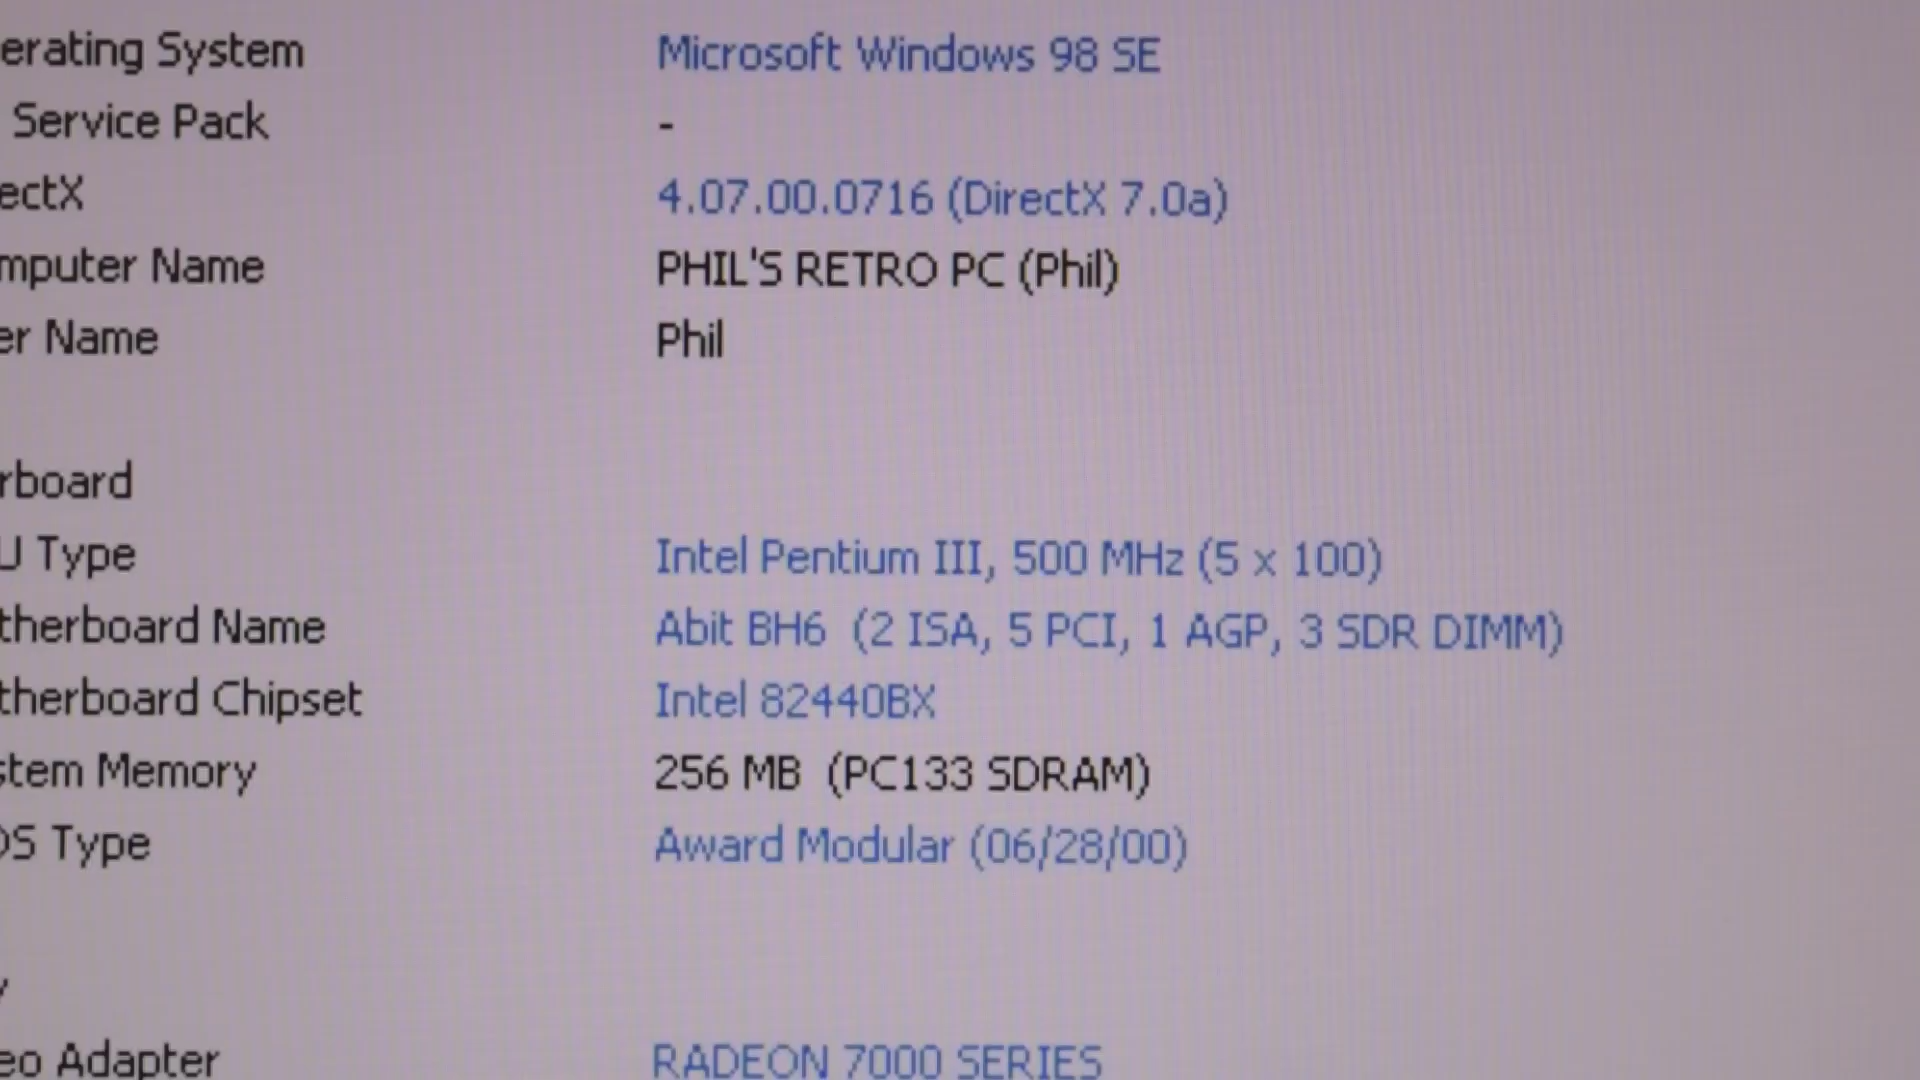 erating System Microsoft Windows 98 SE
Service Pack -
ectX 4.07.00.0716 (DirectX 7.0a)
mputer Name PHIL'S RETRO PC (Phil)
er Name Phil
rboard
U Type Intel Pentium III, 500 MHz (5 x 100)
therboard Name Abit BH6 (2 ISA, 5 PCI, 1 AGP, 3 SDR DIMM)
therboard Chipset Intel 82440BX
stem Memory 256 MB (PC133 SDRAM)
OS Type Award Modular (06/28/00)
y
eo Adapter RADEON 7000 SERIES